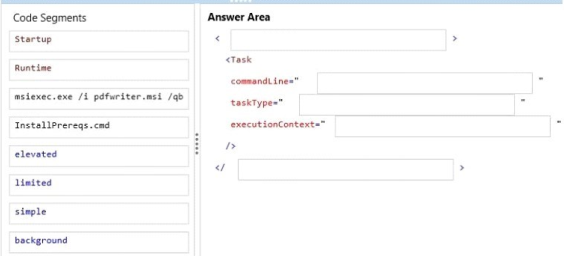 Code Segments
Startup
Runtime
msiexec.exe /i pdfwriter.msi /qb
InstallPrereqs.cmd
elevated
limited
simple
background
Answer Area
< >
<Task
commandLine=" "
taskType=" "
executionContext=" "
/>
</ >